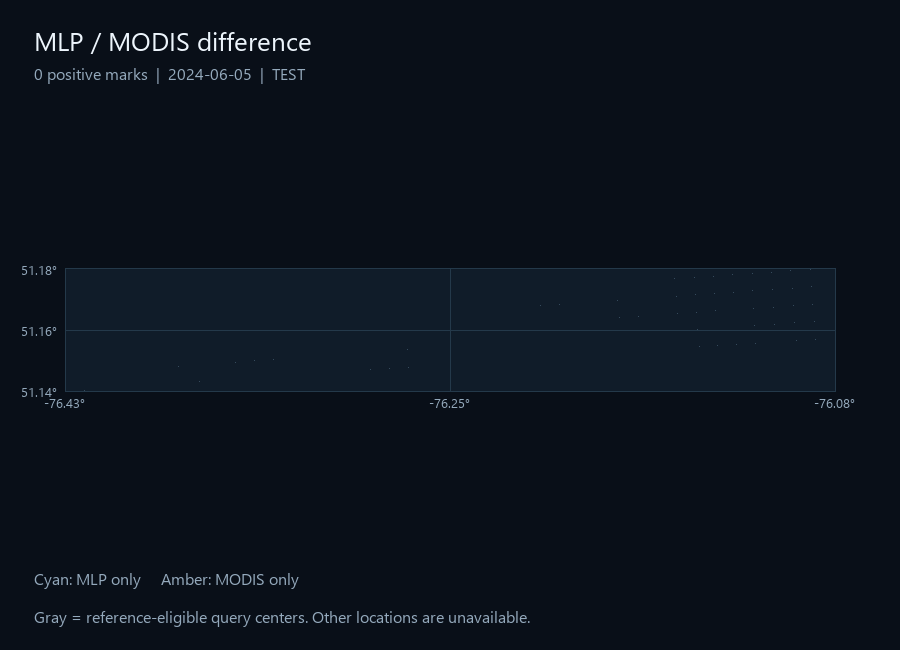 MLP / MODIS difference
0 positive marks | 2024-06-05 | TEST
51.18°
51.16°
51.14°
-76.43° -76.25° -76.08°
Cyan: MLP only Amber: MODIS only
Gray = reference-eligible query centers. Other locations are unavailable.